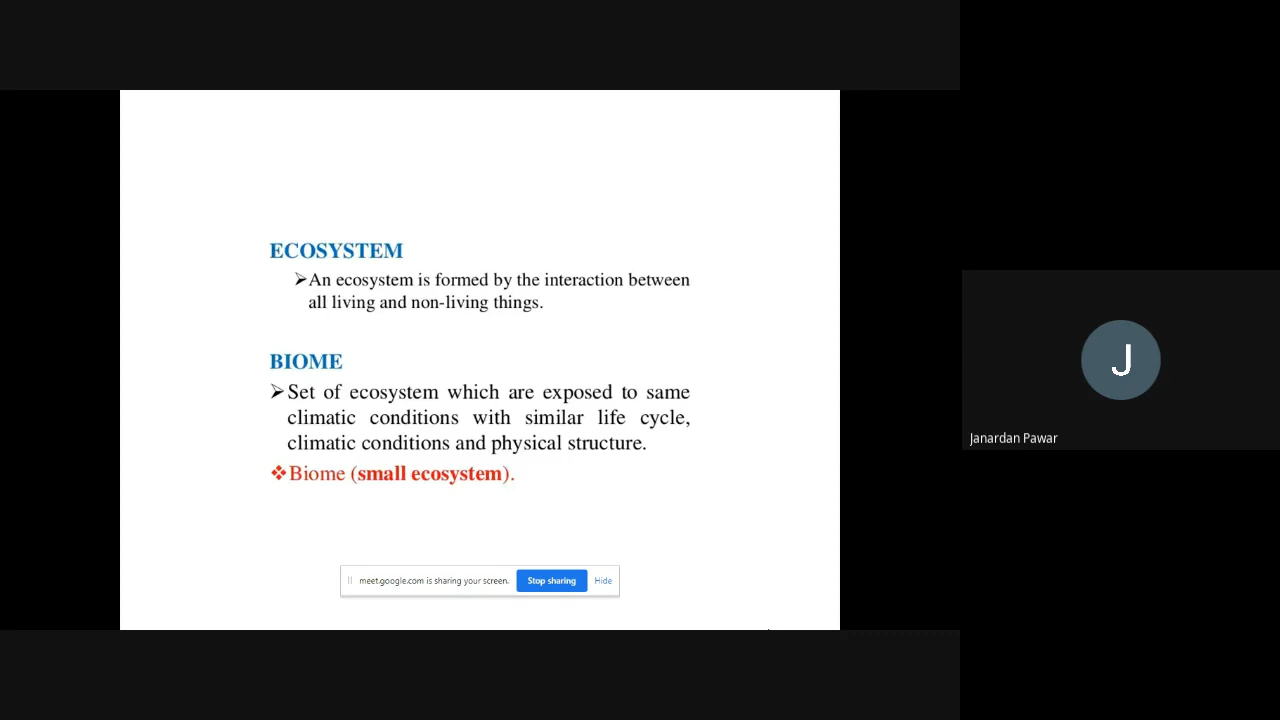 ECOSYSTEM
➢An ecosystem is formed by the interaction between
all living and non-living things.
BIOME
➢Set of ecosystem which are exposed to same
climatic conditions with similar life cycle,
climatic conditions and physical structure.
❖Biome (small ecosystem).
meet.google.com is sharing your screen. Stop sharing Hide
J
Janardan Pawar